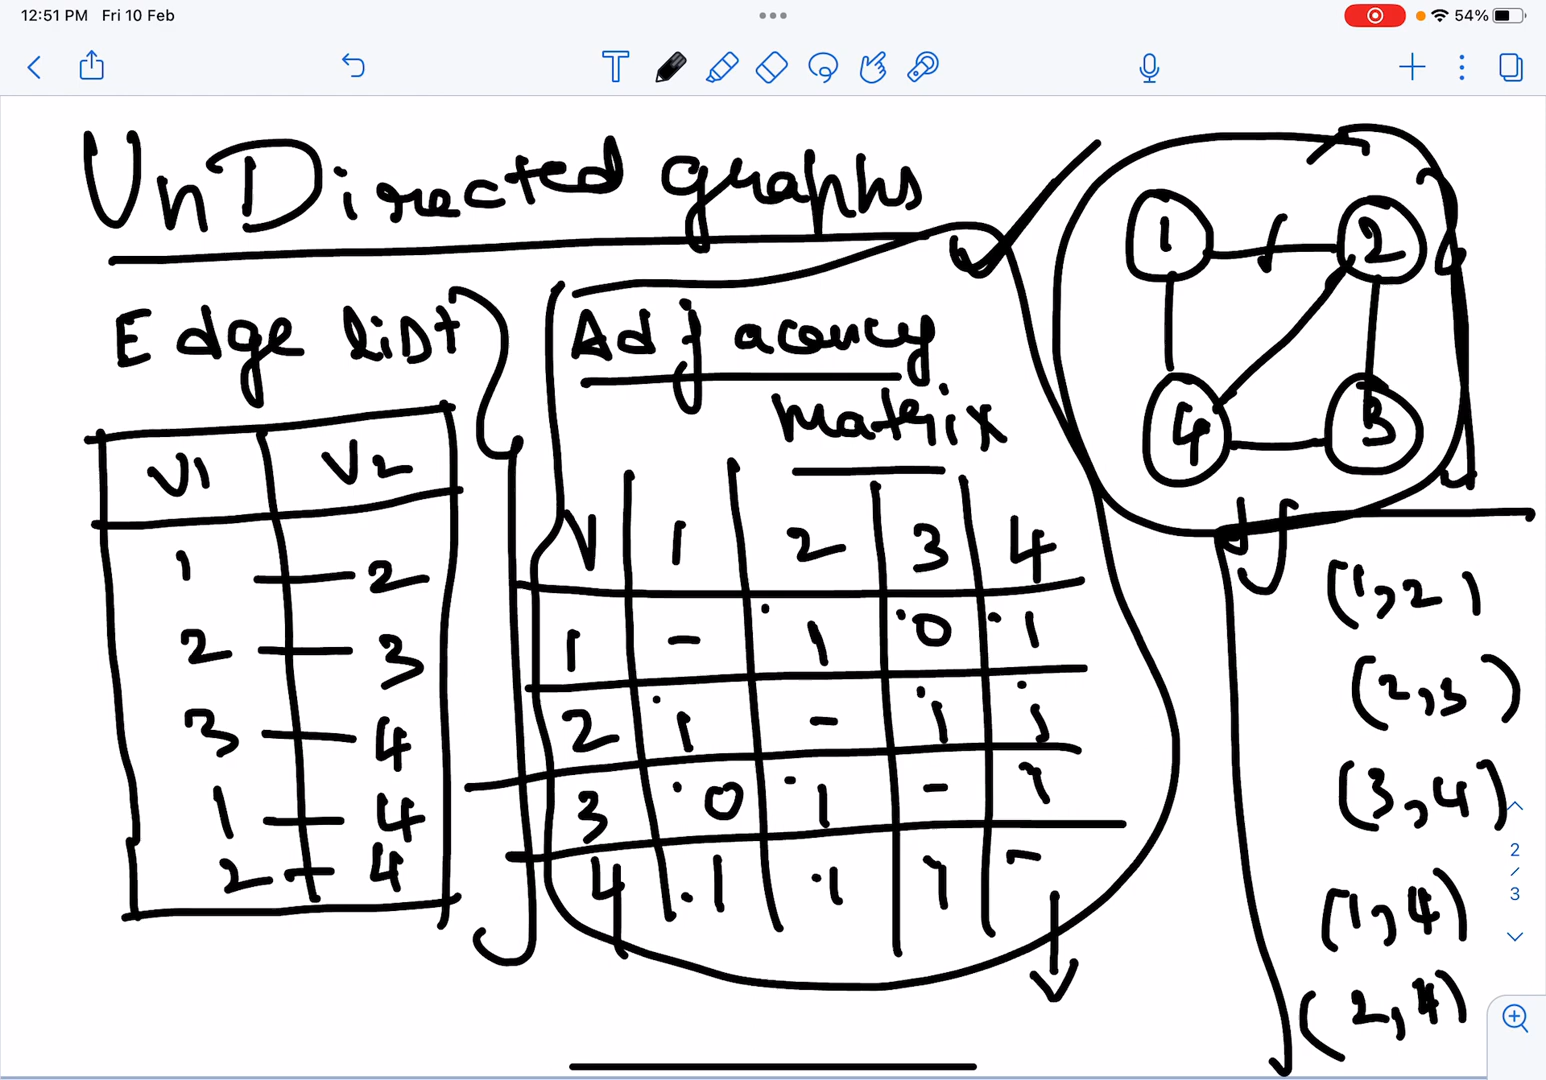 12:51 PM Fri 10 Feb
54%
UnDirected graphs
Edge list
V1 V2
1 — 2
2 — 3
3 — 4
1 — 4
2 — 4
Adjacency
matrix
V 1 2 3 4
1 - 1 0 1
2 1 - 1 1
3 0 1 - 1
4 1 1 1 -
1 2
4 3
(1,2)
(2,3)
(3,4)
(1,4)
(2,4)
2
/
3